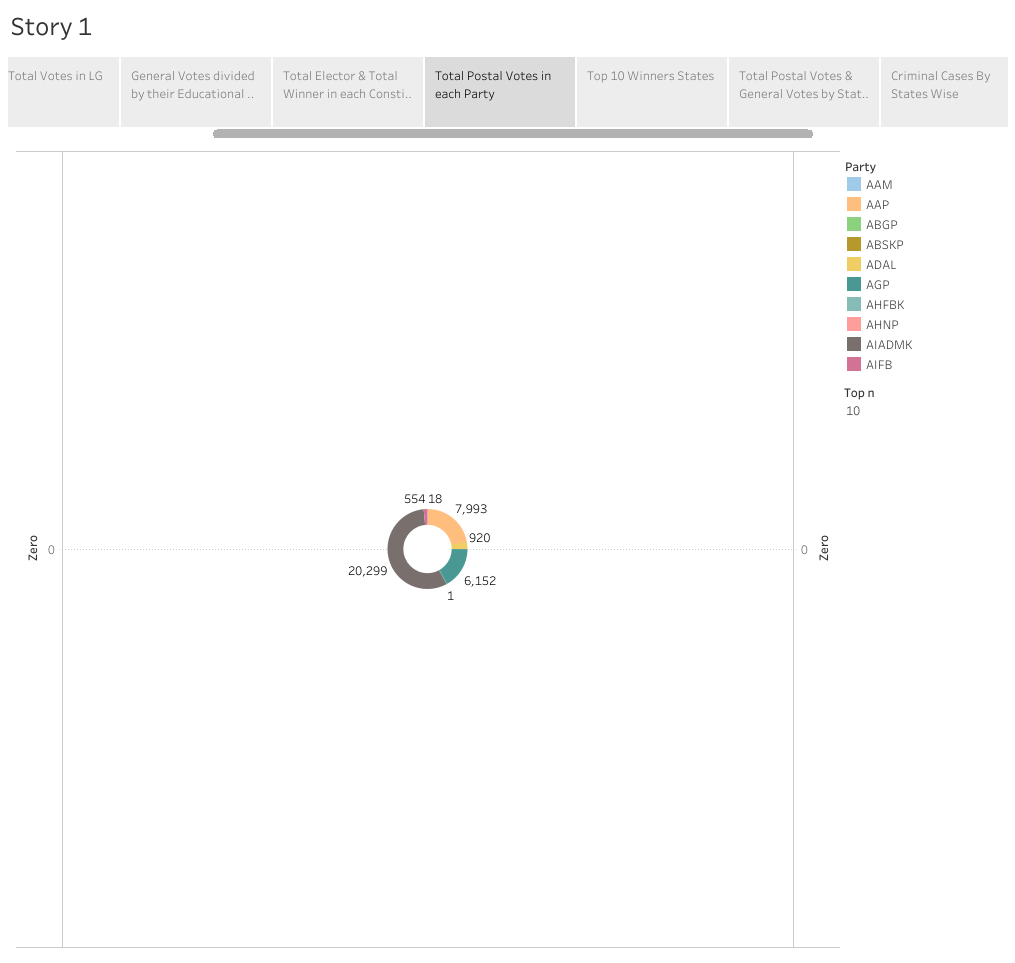 Story 1
Total Votes in LG
General Votes divided
by their Educational ..
Total Elector & Total
Winner in each Consti..
Total Postal Votes in
each Party
Top 10 Winners States
Total Postal Votes &
General Votes by Stat..
Criminal Cases By
States Wise
Party
AAM
AAP
ABGP
ABSKP
ADAL
AGP
AHFBK
AHNP
AIADMK
AIFB
Top n
10
554 18
7,993
920
Zero 0
0 Zero
20,299
6,152
1